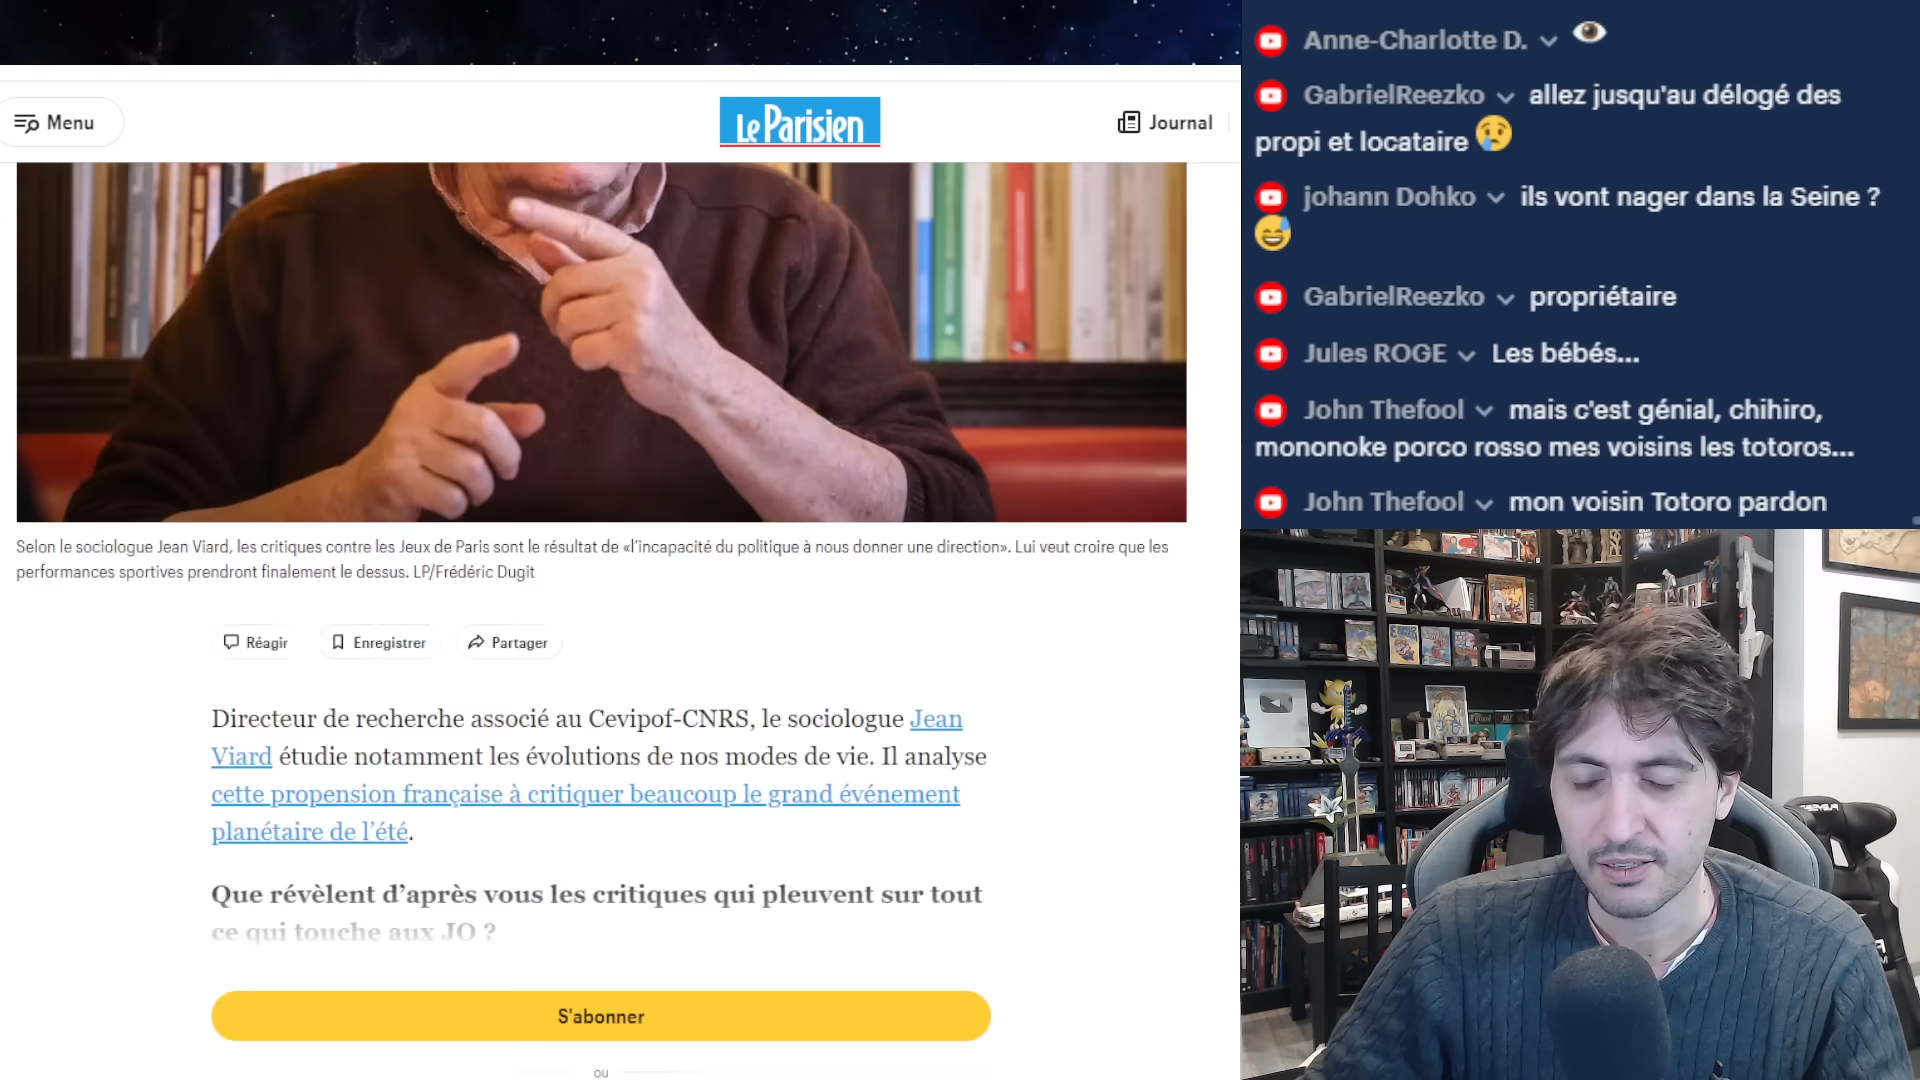 Menu
Le Parisien
Journal
Selon le sociologue Jean Viard, les critiques contre les Jeux de Paris sont le résultat de «l'incapacité du politique à nous donner une direction». Lui veut croire que les
performances sportives prendront finalement le dessus. LP/Frédéric Dugit
Réagir
Enregistrer
Partager
Directeur de recherche associé au Cevipof-CNRS, le sociologue Jean
Viard étudie notamment les évolutions de nos modes de vie. Il analyse
cette propension française à critiquer beaucoup le grand événement
planétaire de l'été.
Que révèlent d'après vous les critiques qui pleuvent sur tout
ce qui touche aux JO ?
S'abonner
ou
Anne-Charlotte D.
GabrielReezko allez jusqu'au délogé des
propi et locataire
johann Dohko ils vont nager dans la Seine ?
GabrielReezko propriétaire
Jules ROGE Les bébés...
John Thefool mais c'est génial, chihiro,
mononoke porco rosso mes voisins les totoros...
John Thefool mon voisin Totoro pardon